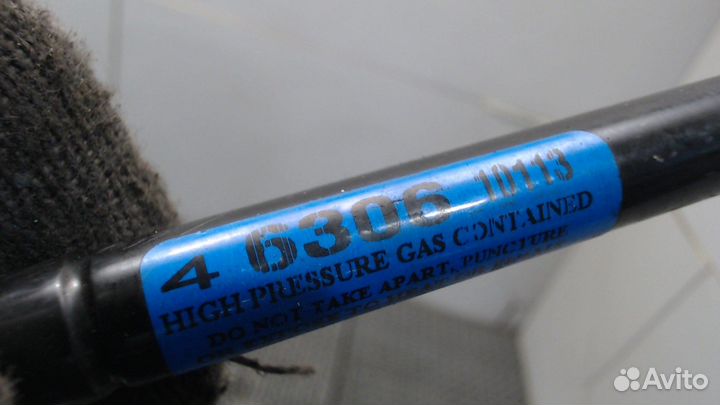 4 6306 10113
HIGH PRESSURE GAS CONTAINED
DO NOT TAKE APART, PUNCTURE
Avito